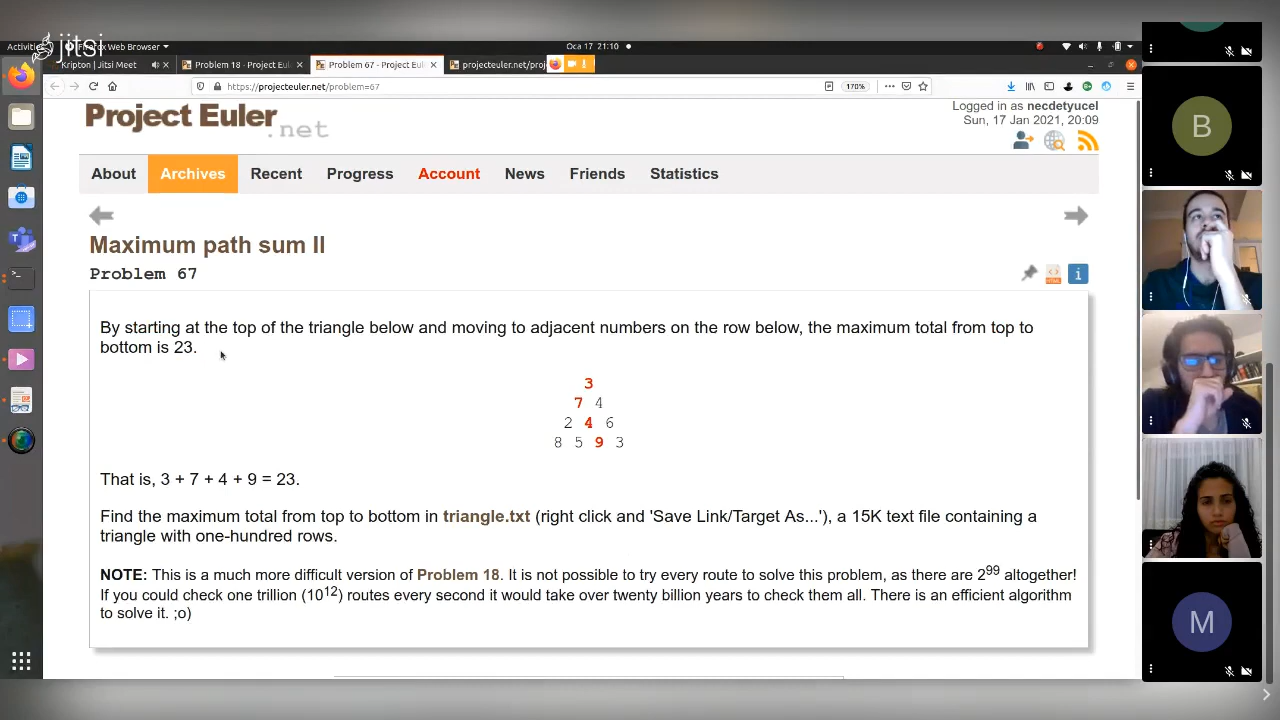 jitsi
Activities
Firefox Web Browser
Oca 17 21:10
Kripton | Jitsi Meet
Problem 18 - Project Eul
Problem 67 - Project Eul
projecteuler.net/proj
https://projecteuler.net/problem=67
170%
Project Euler
.net
Logged in as necdetyucel
Sun, 17 Jan 2021, 20:09
About Archives Recent Progress Account News Friends Statistics
Maximum path sum II
Problem 67
By starting at the top of the triangle below and moving to adjacent numbers on the row below, the maximum total from top to
bottom is 23.
3
7 4
2 4 6
8 5 9 3
That is, 3 + 7 + 4 + 9 = 23.
Find the maximum total from top to bottom in triangle.txt (right click and 'Save Link/Target As...'), a 15K text file containing a
triangle with one-hundred rows.
NOTE: This is a much more difficult version of Problem 18. It is not possible to try every route to solve this problem, as there are 2^99 altogether!
If you could check one trillion (10^12) routes every second it would take over twenty billion years to check them all. There is an efficient algorithm
to solve it. ;o)
B
M